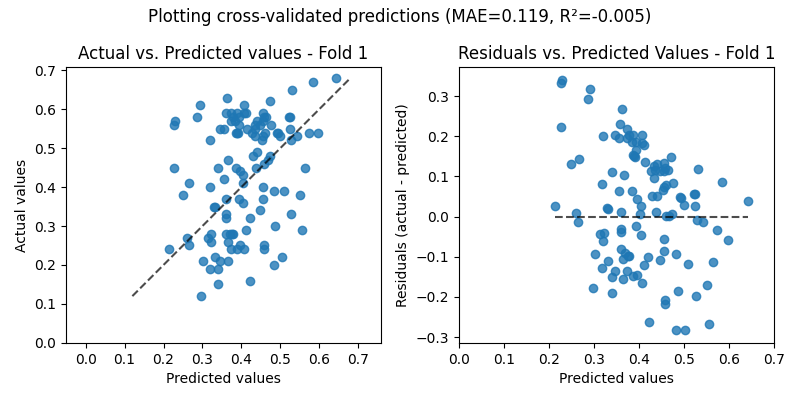 Plotting cross-validated predictions (MAE=0.119, R²=-0.005)
Actual vs. Predicted values - Fold 1
Actual values
0.7
0.6
0.5
0.4
0.3
0.2
0.1
0.0
0.0 0.1 0.2 0.3 0.4 0.5 0.6 0.7
Predicted values
Residuals vs. Predicted Values - Fold 1
Residuals (actual - predicted)
0.3
0.2
0.1
0.0
−0.1
−0.2
−0.3
0.0 0.1 0.2 0.3 0.4 0.5 0.6 0.7
Predicted values